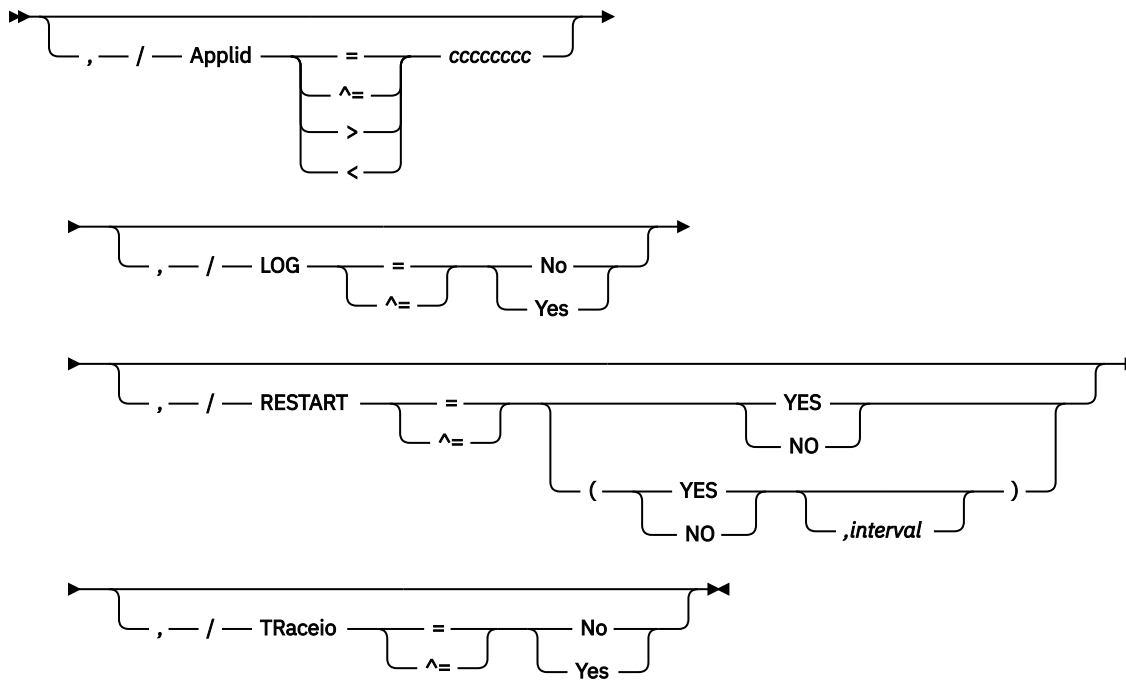 , / Applid = cccccccc
^=
>
<
, / LOG = No
^= Yes
, / RESTART = YES
^= NO
( YES )
NO ,interval
, / TRaceio = No
^= Yes